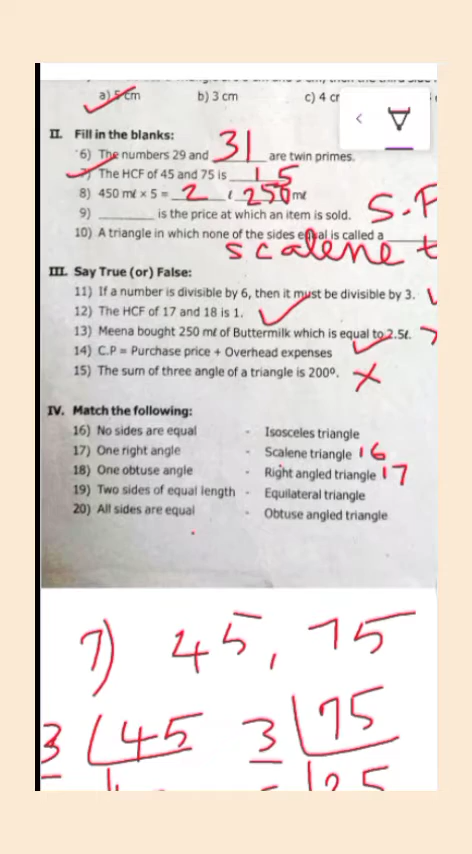 a) 5 cm b) 3 cm c) 4 cr
II. Fill in the blanks:
6) The numbers 29 and 31 are twin primes.
7) The HCF of 45 and 75 is 15
8) 450 mℓ x 5 = 2 ℓ 250 mℓ
9) ______ is the price at which an item is sold. S.P
10) A triangle in which none of the sides equal is called a ______
scalene t
III. Say True (or) False:
11) If a number is divisible by 6, then it must be divisible by 3.
12) The HCF of 17 and 18 is 1.
13) Meena bought 250 mℓ of Buttermilk which is equal to 2.5ℓ.
14) C.P = Purchase price + Overhead expenses
15) The sum of three angle of a triangle is 200º.
IV. Match the following:
16) No sides are equal - Isosceles triangle
17) One right angle - Scalene triangle 16
18) One obtuse angle - Right angled triangle 17
19) Two sides of equal length - Equilateral triangle
20) All sides are equal - Obtuse angled triangle
7) 45, 75
3 45 3 75
25